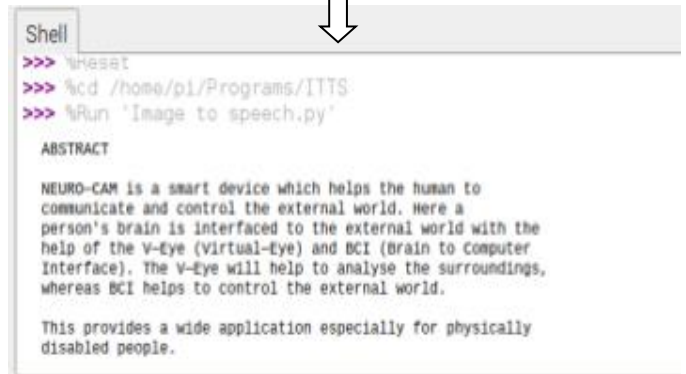 Shell
>>> %Reset
>>> %cd /home/pi/Programs/ITTS
>>> %Run 'Image to speech.py'
ABSTRACT
NEURO-CAM is a smart device which helps the human to
communicate and control the external world. Here a
person's brain is interfaced to the external world with the
help of the V-Eye (Virtual-Eye) and BCI (Brain to Computer
Interface). The V-Eye will help to analyse the surroundings,
whereas BCI helps to control the external world.
This provides a wide application especially for physically
disabled people.